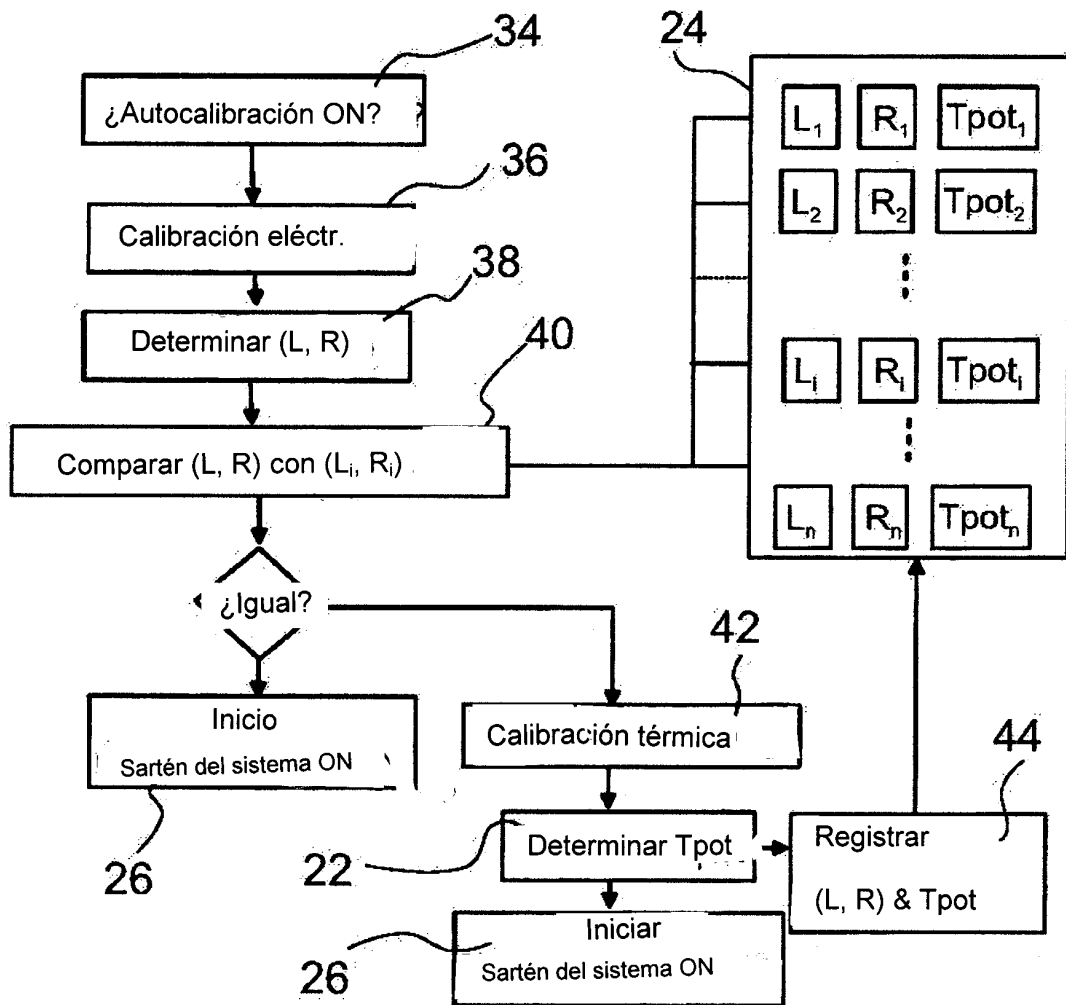 34
¿Autocalibración ON?
36
Calibración eléctr.
38
Determinar (L, R)
40
Comparar (L, R) con (Lᵢ, Rᵢ)
¿Igual?
Inicio
Sartén del sistema ON
26
24
L₁ R₁ Tpot₁
L₂ R₂ Tpot₂
Lᵢ Rᵢ Tpotᵢ
Lₙ Rₙ Tpotₙ
42
Calibración térmica
22
Determinar Tpot
44
Registrar
(L, R) & Tpot
26
Iniciar
Sartén del sistema ON